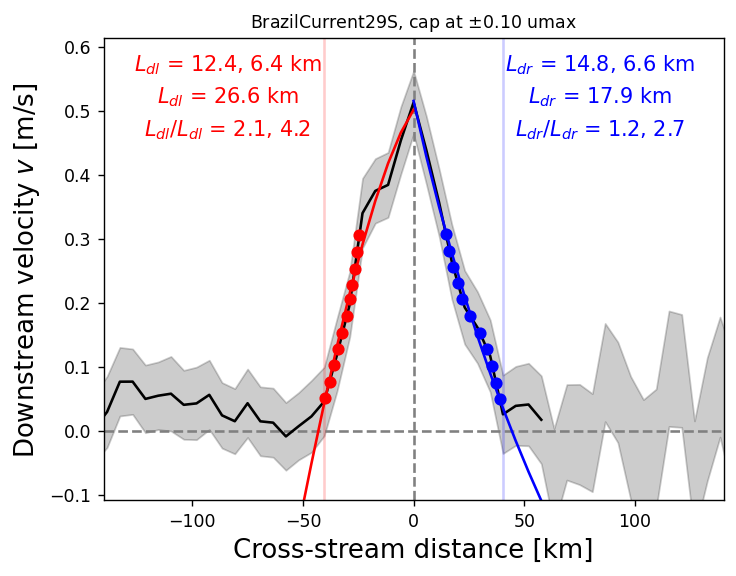 BrazilCurrent29S, cap at ±0.10 umax
L_dl = 12.4, 6.4 km
L_dl = 26.6 km
L_dl/L_dl = 2.1, 4.2
L_dr = 14.8, 6.6 km
L_dr = 17.9 km
L_dr/L_dr = 1.2, 2.7
Downstream velocity v [m/s]
0.6
0.5
0.4
0.3
0.2
0.1
0.0
−0.1
−100
−50
0
50
100
Cross-stream distance [km]